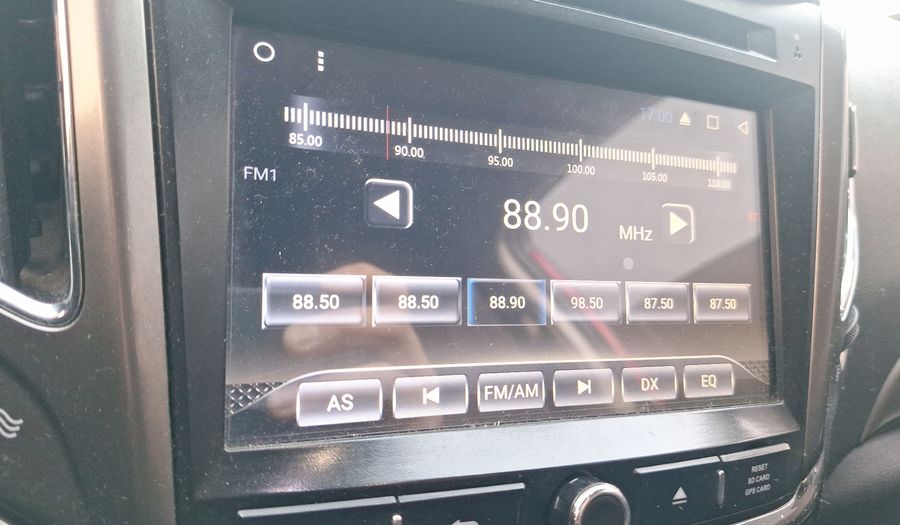 17:00
85.00 90.00 95.00 100.00 105.00 110.00
FM1
88.90 MHz
ST
88.50 88.50 88.90 98.50 87.50 87.50
AS FM/AM DX EQ
RESET
SD CARD
GPS CARD